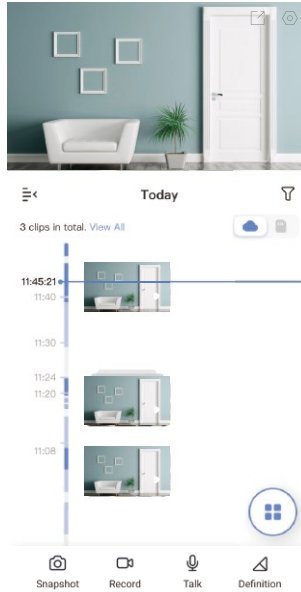 Today
3 clips in total. View All
11:45:21
11:40
11:30
11:24
11:20
11:08
Snapshot Record Talk Definition